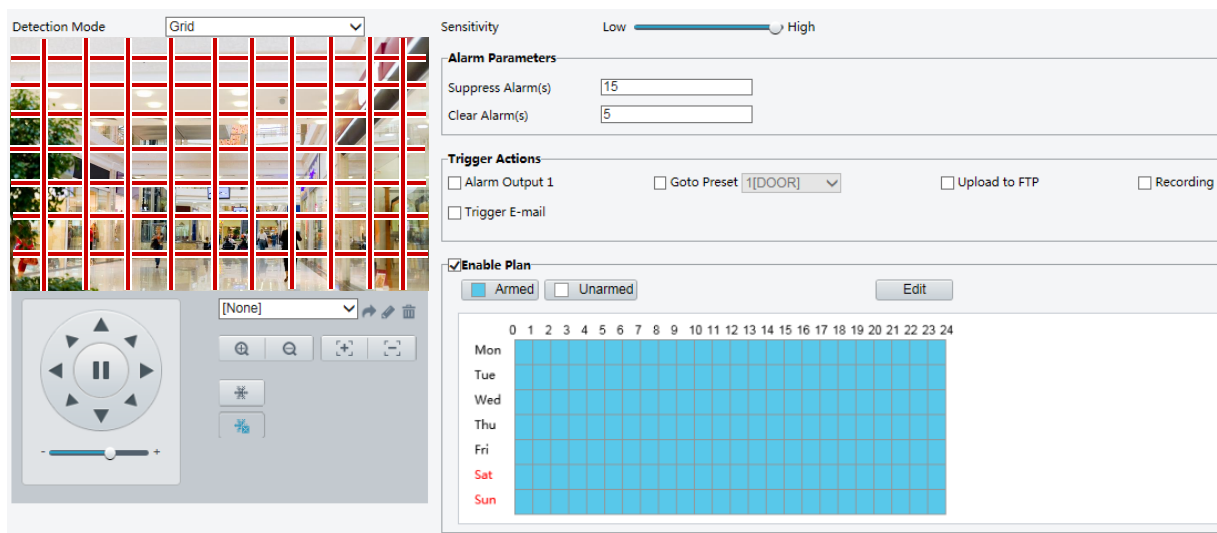 Detection Mode Grid
Sensitivity Low High
Alarm Parameters
Suppress Alarm(s) 15
Clear Alarm(s) 5
Trigger Actions
Alarm Output 1 Goto Preset 1[DOOR] Upload to FTP Recording
Trigger E-mail
Enable Plan
Armed Unarmed Edit
[None]
- +
0 1 2 3 4 5 6 7 8 9 10 11 12 13 14 15 16 17 18 19 20 21 22 23 24
Mon
Tue
Wed
Thu
Fri
Sat
Sun